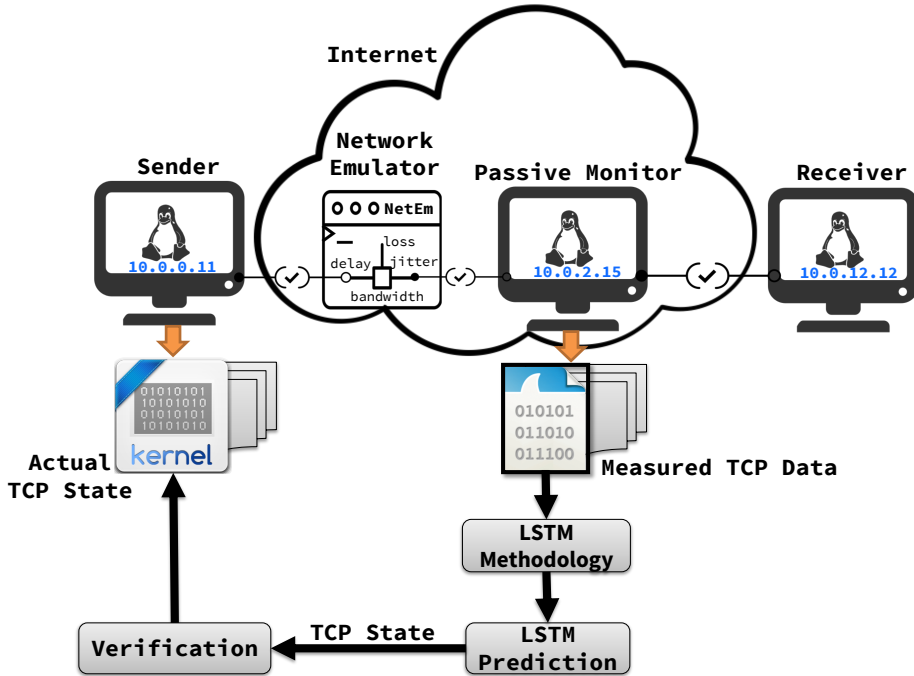 Internet
Network
Emulator
Sender
Passive Monitor
Receiver
NetEm
loss
delay
jitter
bandwidth
10.0.0.11
10.0.2.15
10.0.12.12
01010101
10101010
01010101
10101010
kernel
010101
011010
011100
Actual
TCP State
Measured TCP Data
LSTM
Methodology
Verification
TCP State
LSTM
Prediction